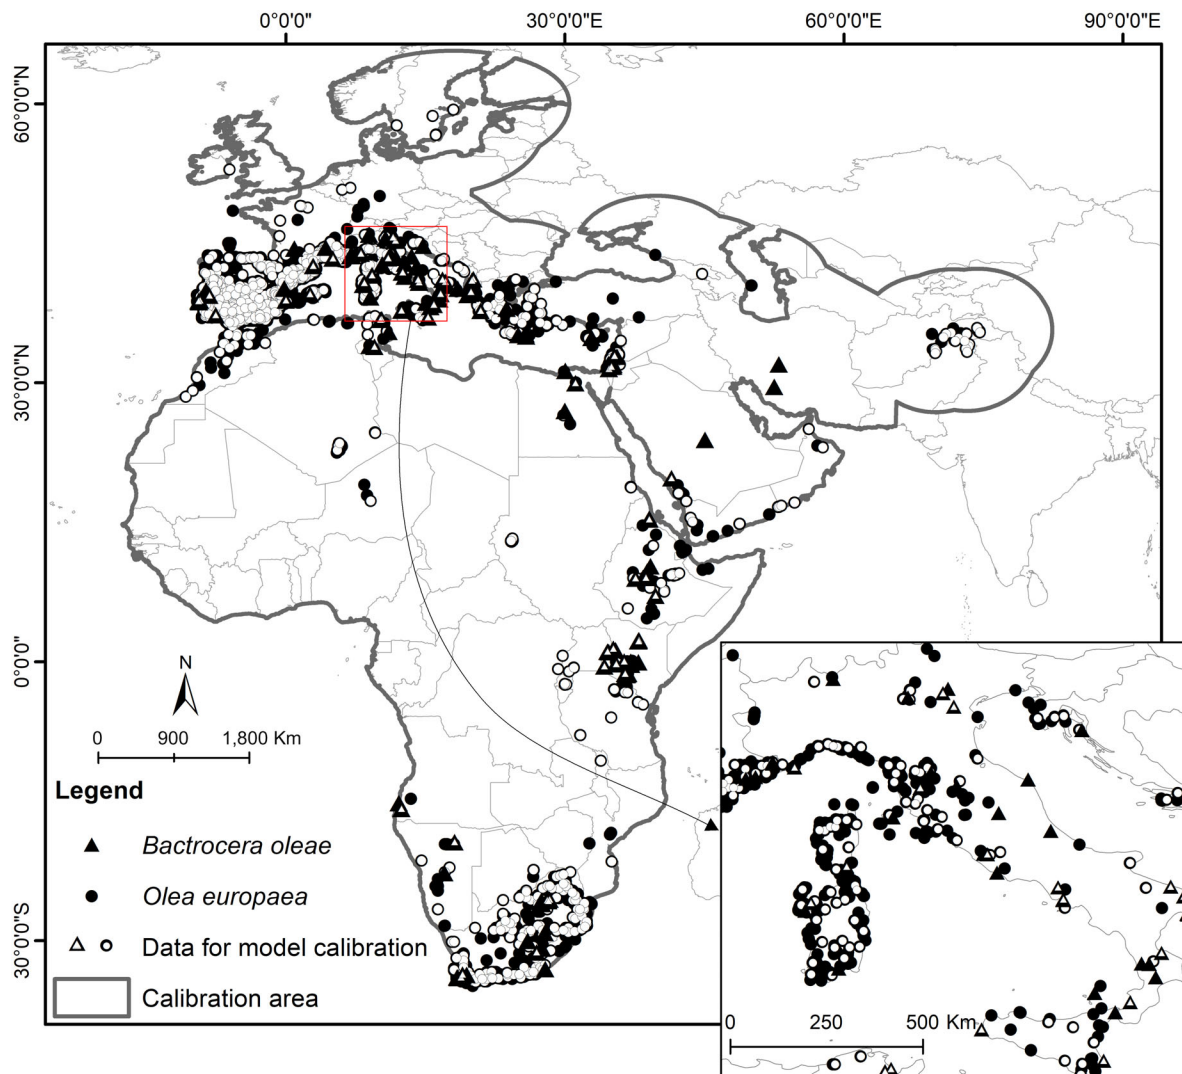 0°0'0" 30°0'0"E 60°0'0"E 90°0'0"E
60°0'0"N
30°0'0"N
0°0'0"
30°0'0"S
N
0 900 1,800 Km
Legend
Bactrocera oleae
Olea europaea
Data for model calibration
Calibration area
0 250 500 Km